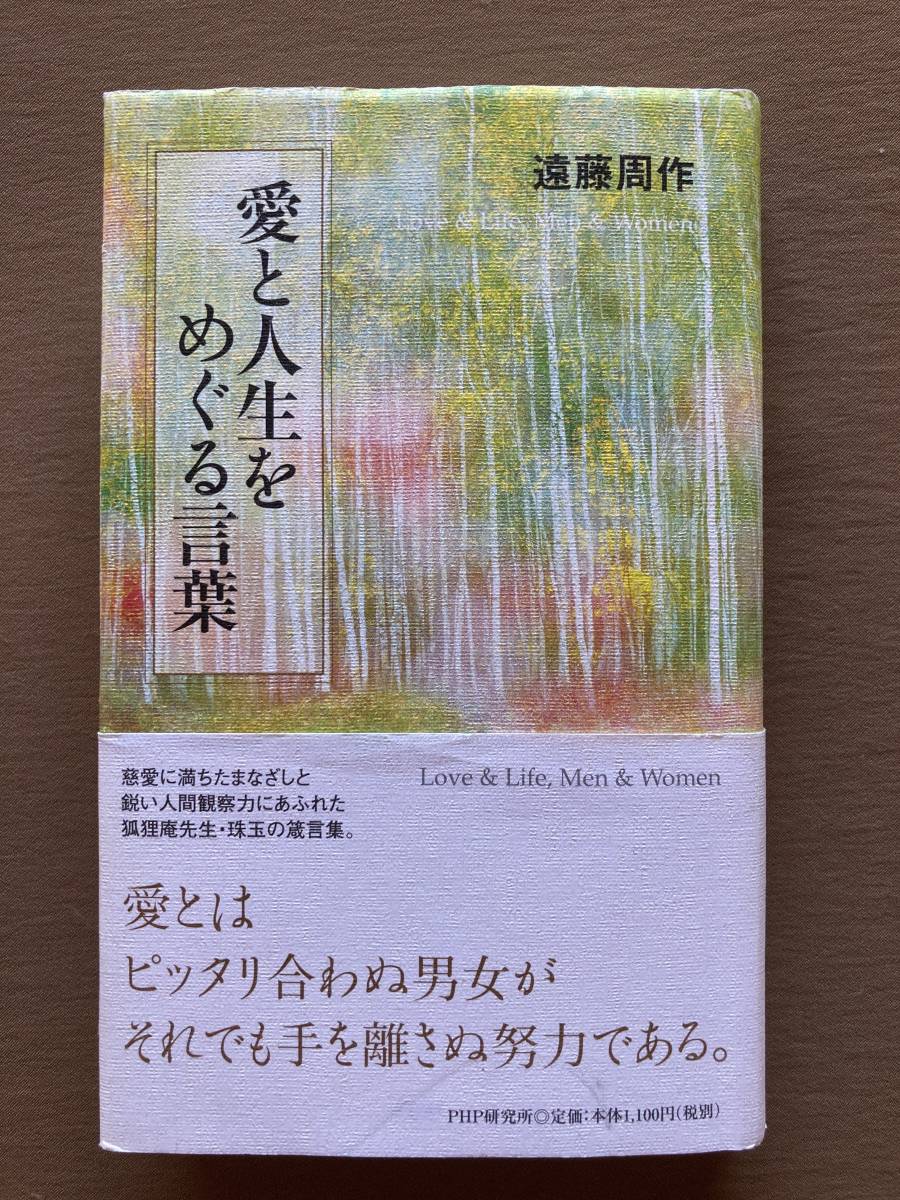 遠藤周作
Love & Life, Men & Women
愛と人生を
めぐる言葉
慈愛に満ちたまなざしと
鋭い人間観察力にあふれた
狐狸庵先生・珠玉の箴言集。
Love & Life, Men & Women
愛とは
ピッタリ合わぬ男女が
それでも手を離さぬ努力である。
PHP研究所◎定価：本体1,100円（税別）